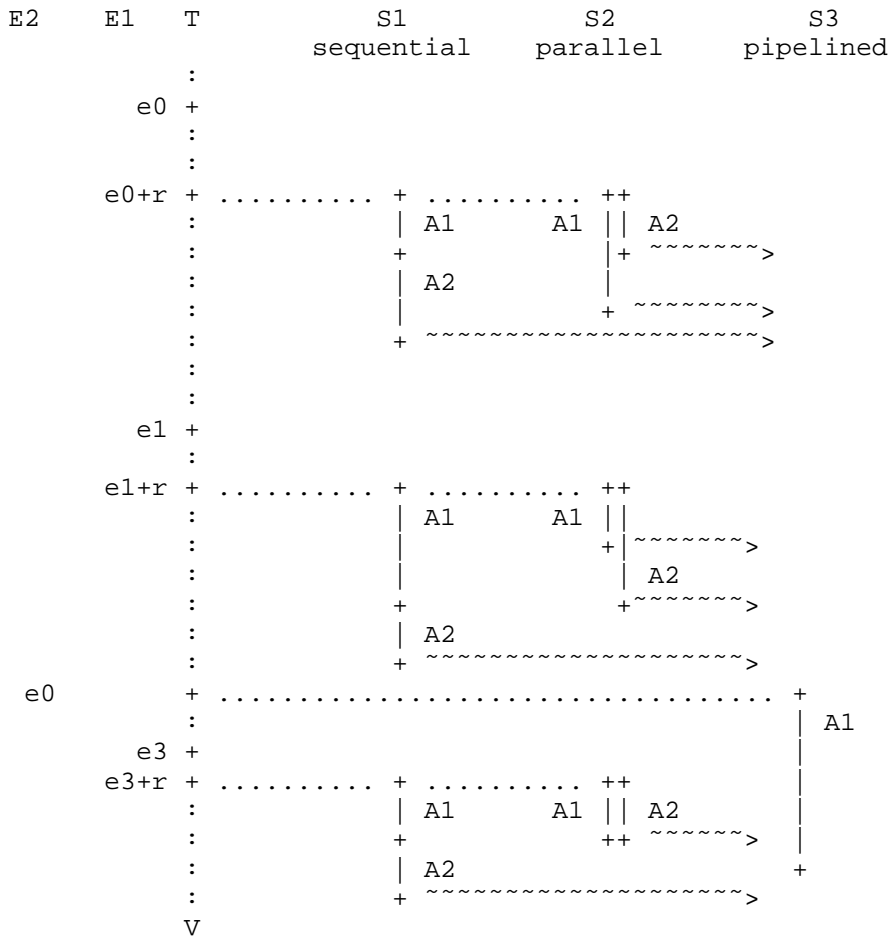 E2    E1   T           S1            S2          S3
                   sequential     parallel     pipelined
           :
        e0 +
           :
           :
      e0+r + .......... + .......... ++
           :            | A1     A1 || A2
           :            +           |+ ~~~~~~~>
           :            | A2        |
           :            |           + ~~~~~~~~>
           :            + ~~~~~~~~~~~~~~~~~~~~~>
           :
           :
        e1 +
           :
      e1+r + .......... + .......... ++
           :            | A1     A1 ||
           :            |           +|~~~~~~~>
           :            |            | A2
           :            +            +~~~~~~~>
           :            | A2
           :            + ~~~~~~~~~~~~~~~~~~~~>
 e0        + ................................... +
           :                                     | A1
        e3 +                                     |
      e3+r + .......... + .......... ++          |
           :            | A1     A1 || A2        |
           :            +           ++ ~~~~~~>   |
           :            | A2                     +
           :            + ~~~~~~~~~~~~~~~~~~~~>
           V